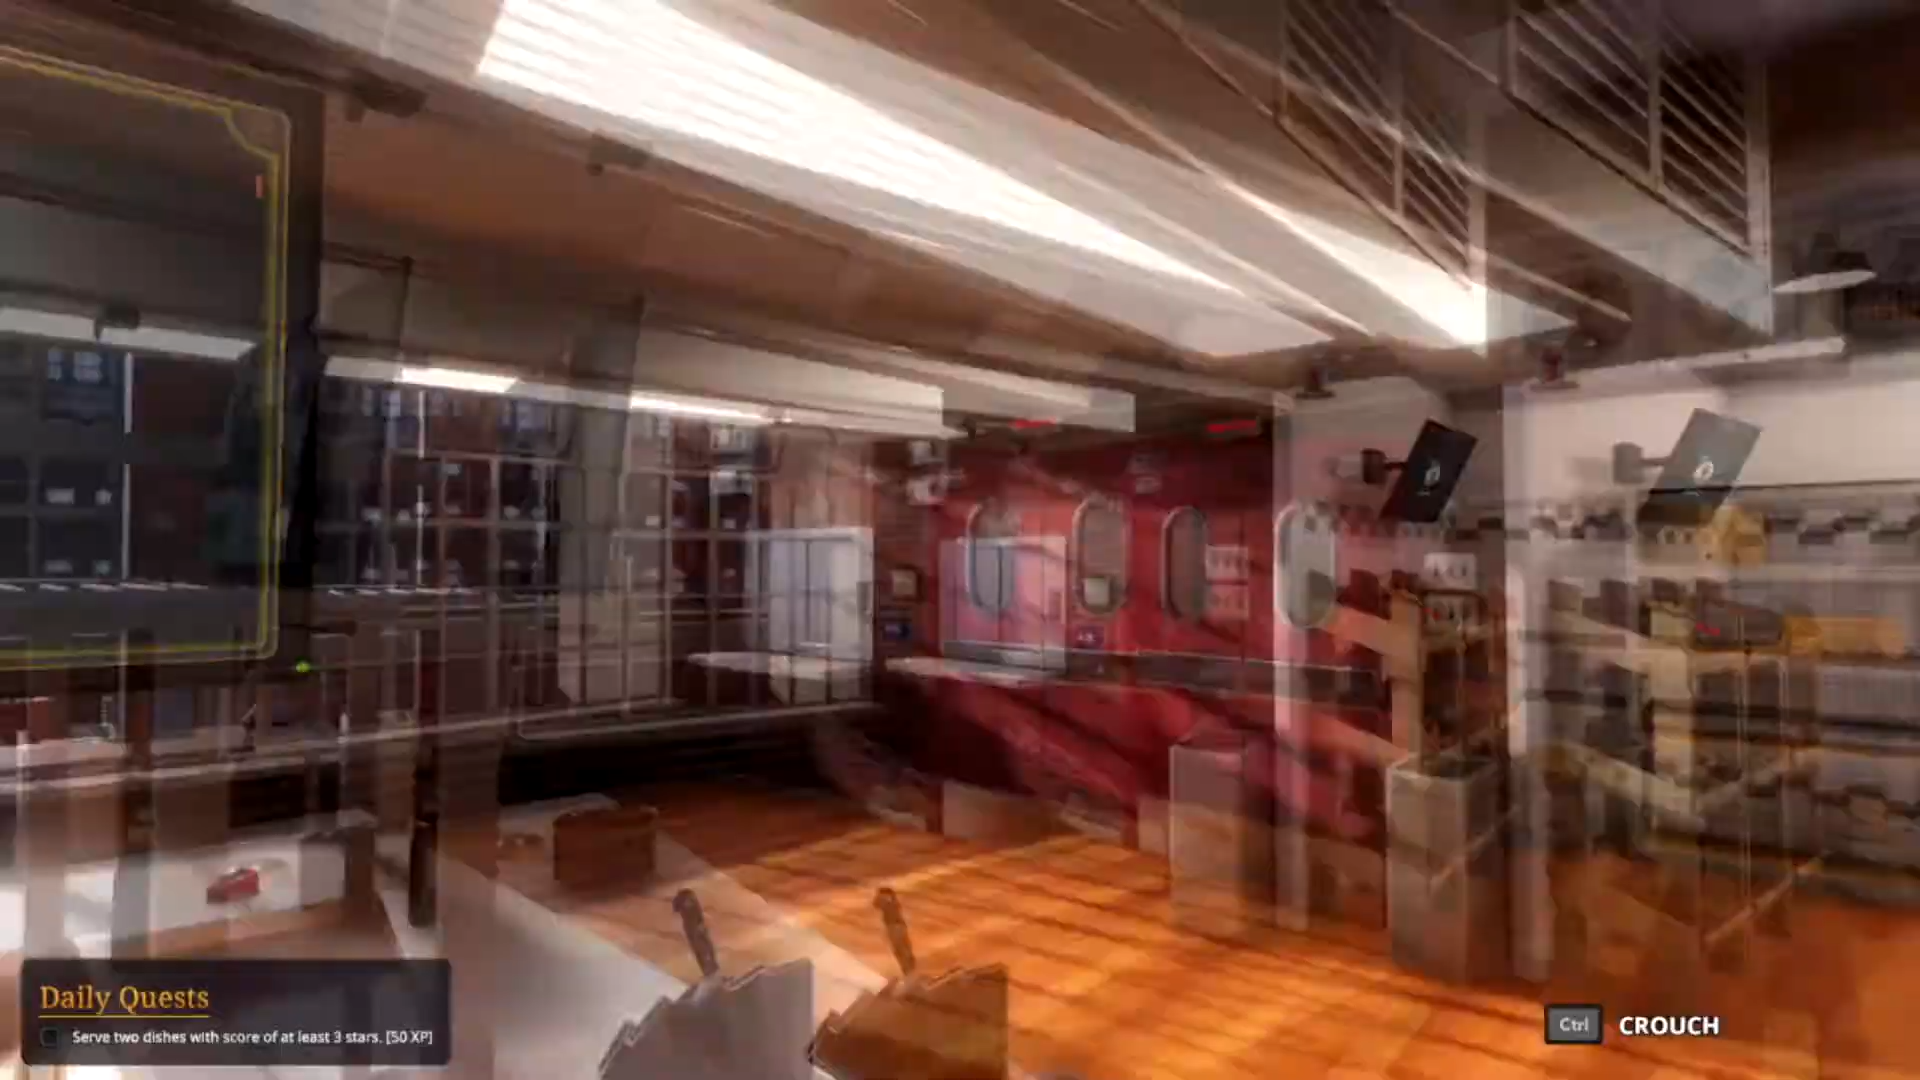 Daily Quests
Serve two dishes with score of at least 3 stars. [50 XP]
Ctrl CROUCH